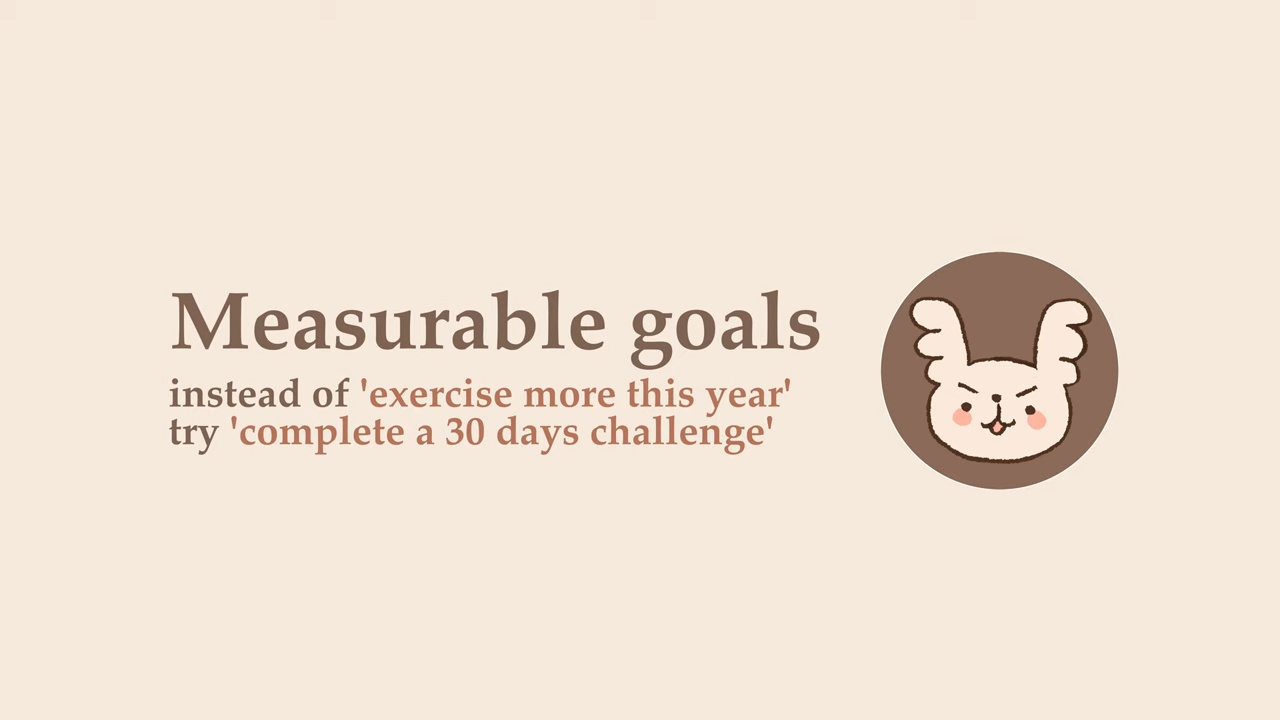 Measurable goals
instead of 'exercise more this year'
try 'complete a 30 days challenge'